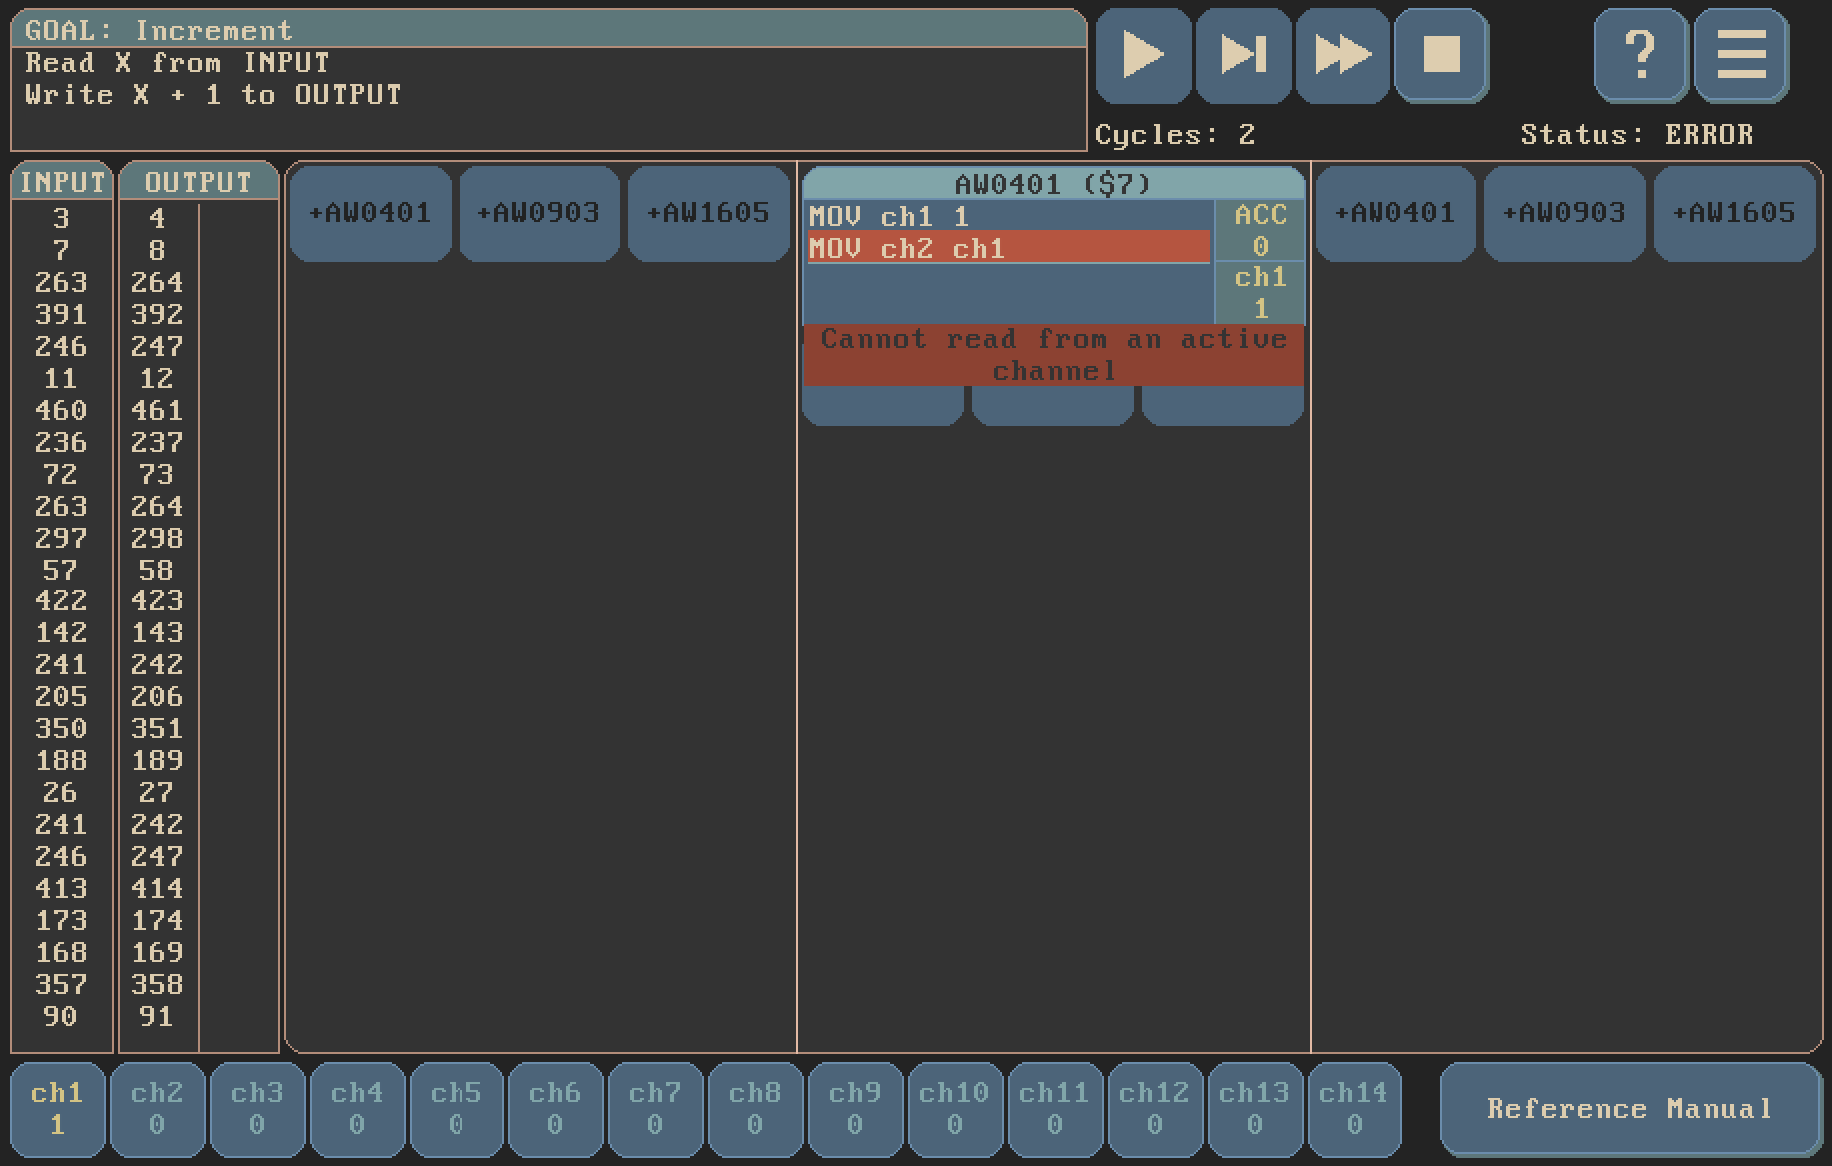 GOAL: Increment
Read X from INPUT
Write X + 1 to OUTPUT
?
Cycles: 2
Status: ERROR
INPUT OUTPUT
3 4
7 8
263 264
391 392
246 247
11 12
460 461
236 237
72 73
263 264
297 298
57 58
422 423
142 143
241 242
205 206
350 351
188 189
26 27
241 242
246 247
413 414
173 174
168 169
357 358
90 91
+AW0401 +AW0903 +AW1605
AW0401 ($7)
MOV ch1 1
MOV ch2 ch1
ACC
0
ch1
1
Cannot read from an active
channel
+AW0401 +AW0903 +AW1605
ch1 ch2 ch3 ch4 ch5 ch6 ch7 ch8 ch9 ch10 ch11 ch12 ch13 ch14
1 0 0 0 0 0 0 0 0 0 0 0 0 0
Reference Manual